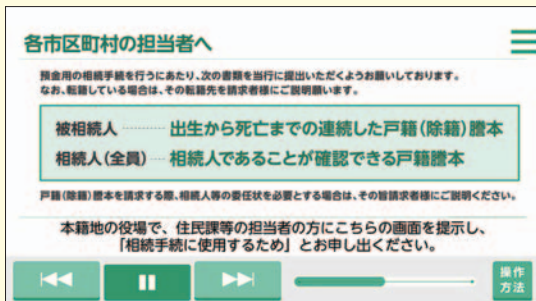 各市区町村の担当者へ
預金用の相続手続を行うにあたり、次の書類を当行に提出いただくようお願いしております。
なお、転籍している場合は、その転籍先を請求者様にご説明願います。
被相続人 ………… 出生から死亡までの連続した戸籍（除籍）謄本
相続人（全員）… 相続人であることが確認できる戸籍謄本
戸籍（除籍）謄本を請求する際、相続人等の委任状を必要とする場合は、その旨請求者様にご説明ください。
本籍地の役場で、住民課等の担当者の方にこちらの画面を提示し、
「相続手続に使用するため」とお申し出ください。
操作
方法